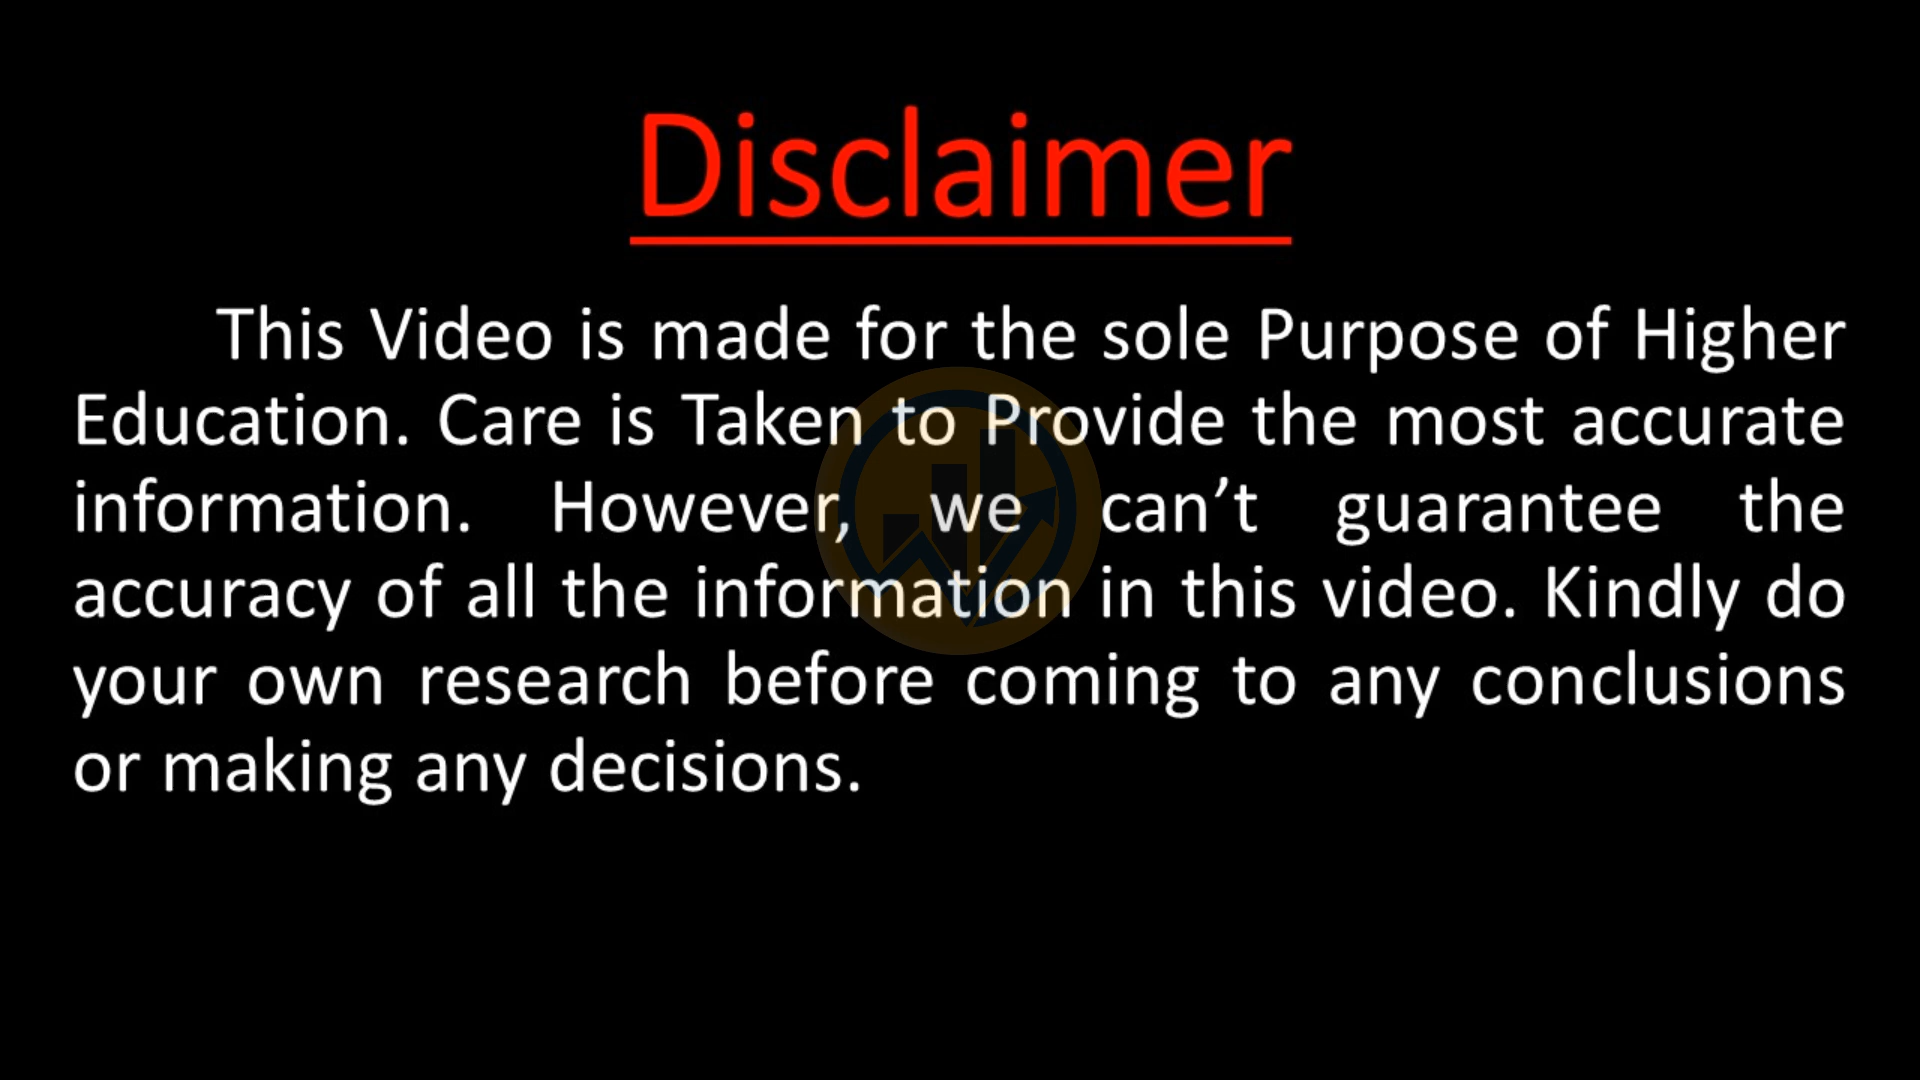 Disclaimer
This Video is made for the sole Purpose of Higher
Education. Care is Taken to Provide the most accurate
information. However, we can’t guarantee the
accuracy of all the information in this video. Kindly do
your own research before coming to any conclusions
or making any decisions.